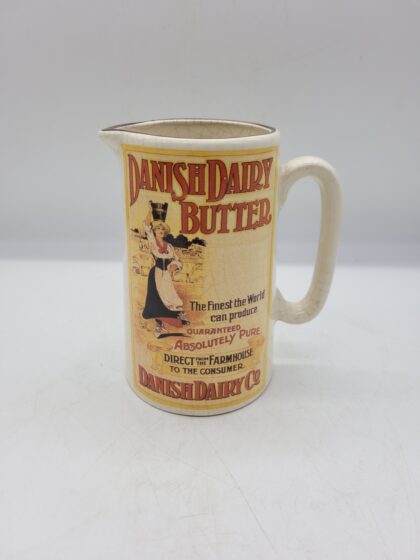 DANISH DAIRY
BUTTER
The Finest the World
can produce
GUARANTEED
ABSOLUTELY PURE
DIRECT FROM THE FARMHOUSE
TO THE CONSUMER.
DANISH DAIRY CO